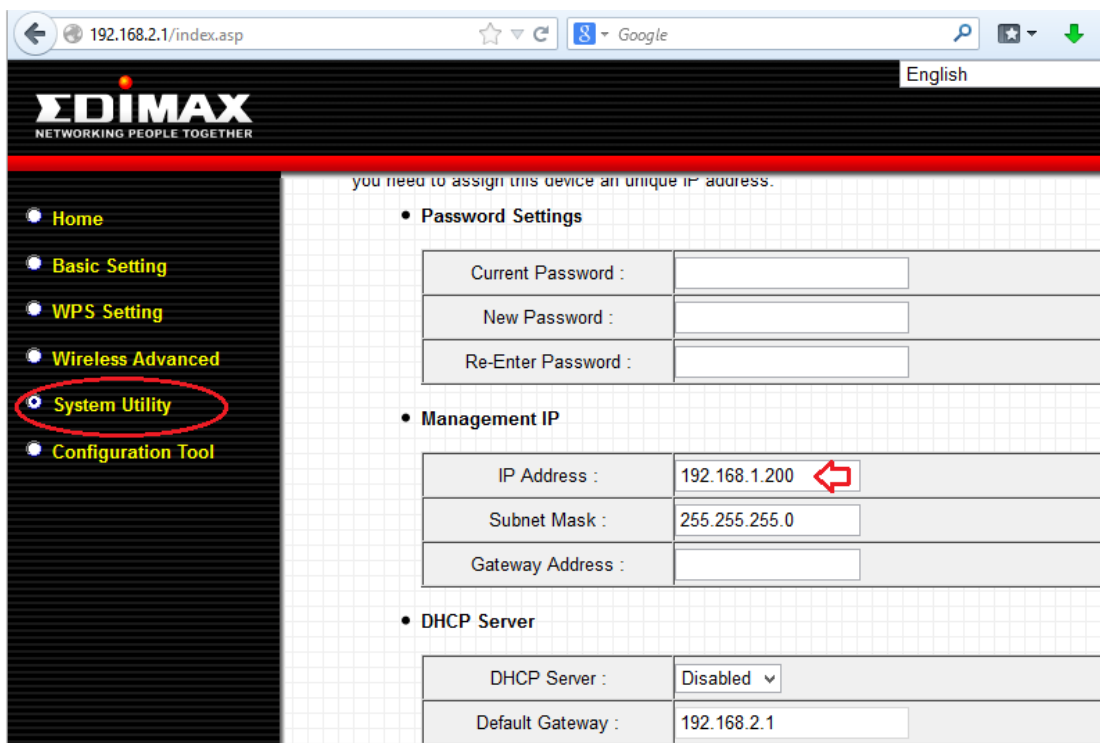 192.168.2.1/index.asp
8 Google
English
EDIMAX
NETWORKING PEOPLE TOGETHER
you need to assign this device an unique IP address.
Home
Basic Setting
WPS Setting
Wireless Advanced
System Utility
Configuration Tool
Password Settings
Current Password :
New Password :
Re-Enter Password :
Management IP
IP Address : 192.168.1.200
Subnet Mask : 255.255.255.0
Gateway Address :
DHCP Server
DHCP Server : Disabled
Default Gateway : 192.168.2.1